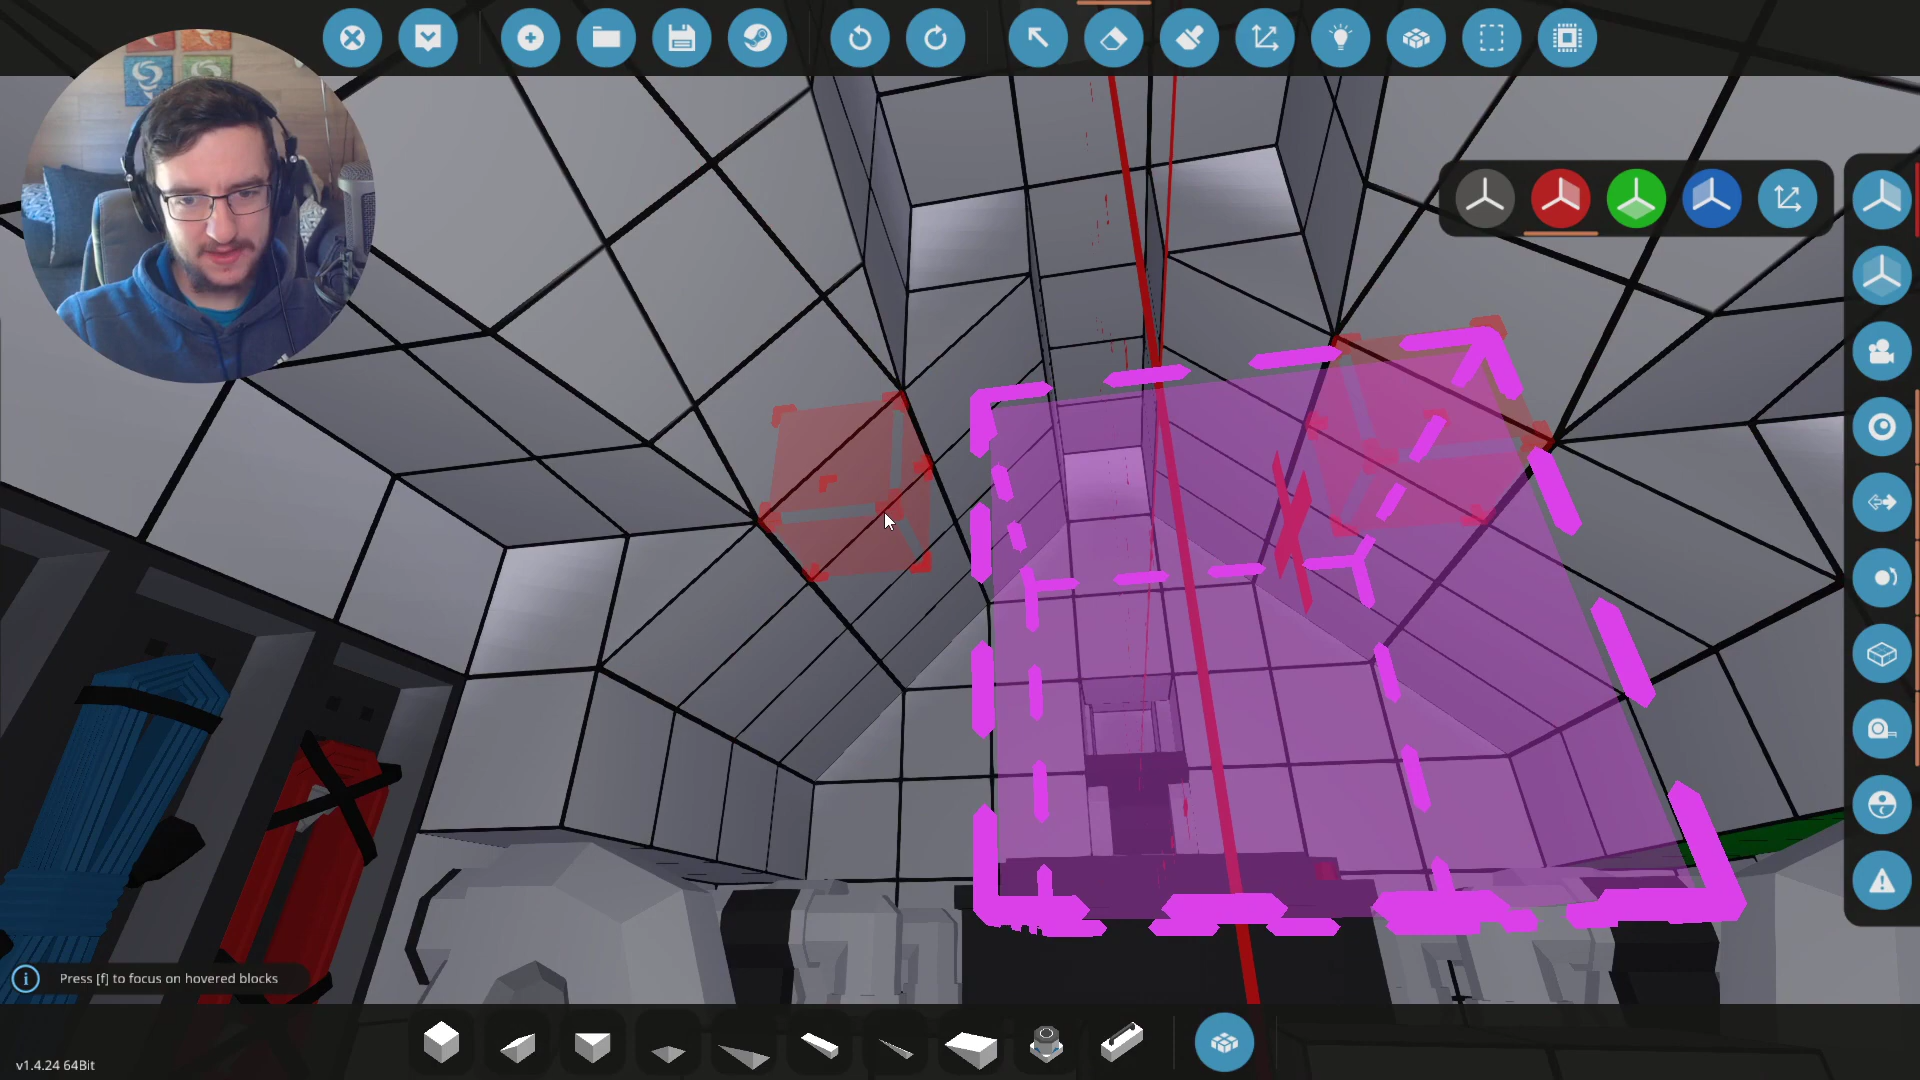 Press [f] to focus on hovered blocks
v1.4.24 64Bit